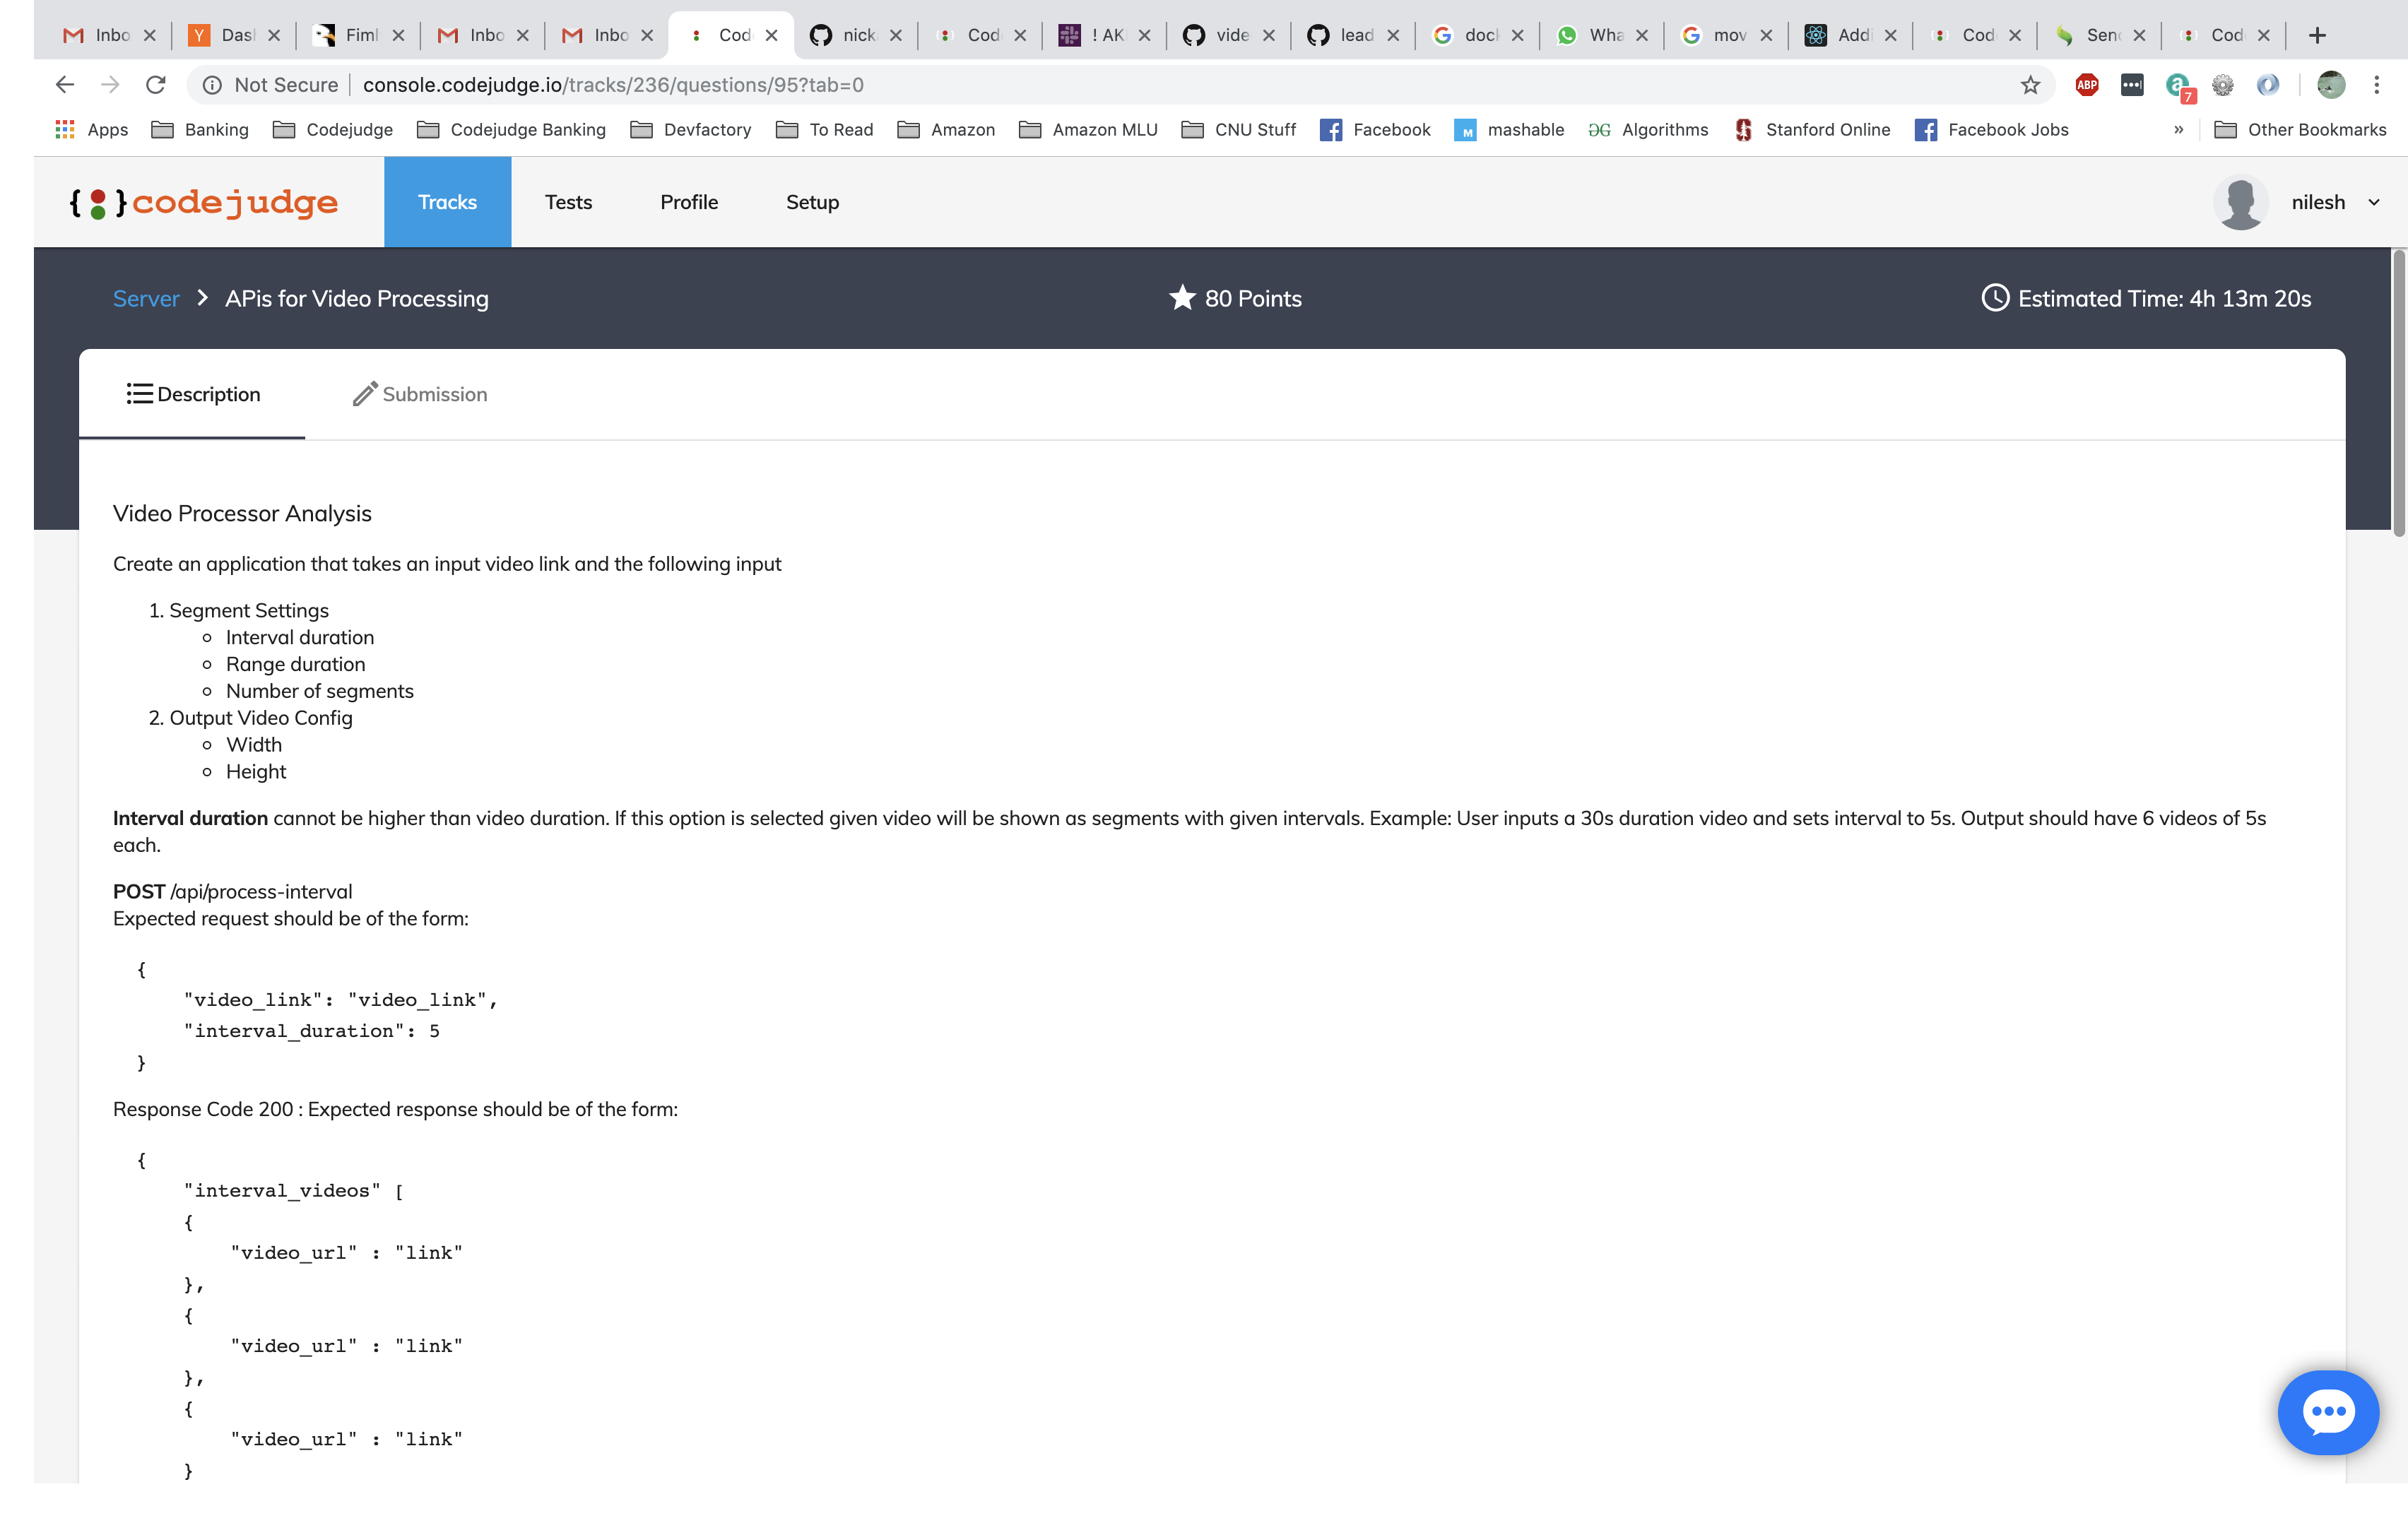 Inbo
Das
Fiml
Inbo
Inbo
Cod
nick
Cod
! AK
vide
lead
doc
Wha
mov
Addi
Cod
Senc
Cod
Not Secure
console.codejudge.io/tracks/236/questions/95?tab=0
ABP
7
Apps
Banking
Codejudge
Codejudge Banking
Devfactory
To Read
Amazon
Amazon MLU
CNU Stuff
Facebook
mashable
Algorithms
Stanford Online
Facebook Jobs
»
Other Bookmarks
{:}codejudge
Tracks
Tests
Profile
Setup
nilesh
Server > APis for Video Processing
80 Points
Estimated Time: 4h 13m 20s
Description
Submission
Video Processor Analysis
Create an application that takes an input video link and the following input
1. Segment Settings
Interval duration
Range duration
Number of segments
2. Output Video Config
Width
Height
Interval duration cannot be higher than video duration. If this option is selected given video will be shown as segments with given intervals. Example: User inputs a 30s duration video and sets interval to 5s. Output should have 6 videos of 5s
each.
POST /api/process-interval
Expected request should be of the form:
{
"video_link": "video_link",
"interval_duration": 5
}
Response Code 200 : Expected response should be of the form:
{
"interval_videos" [
{
"video_url" : "link"
},
{
"video_url" : "link"
},
{
"video_url" : "link"
}